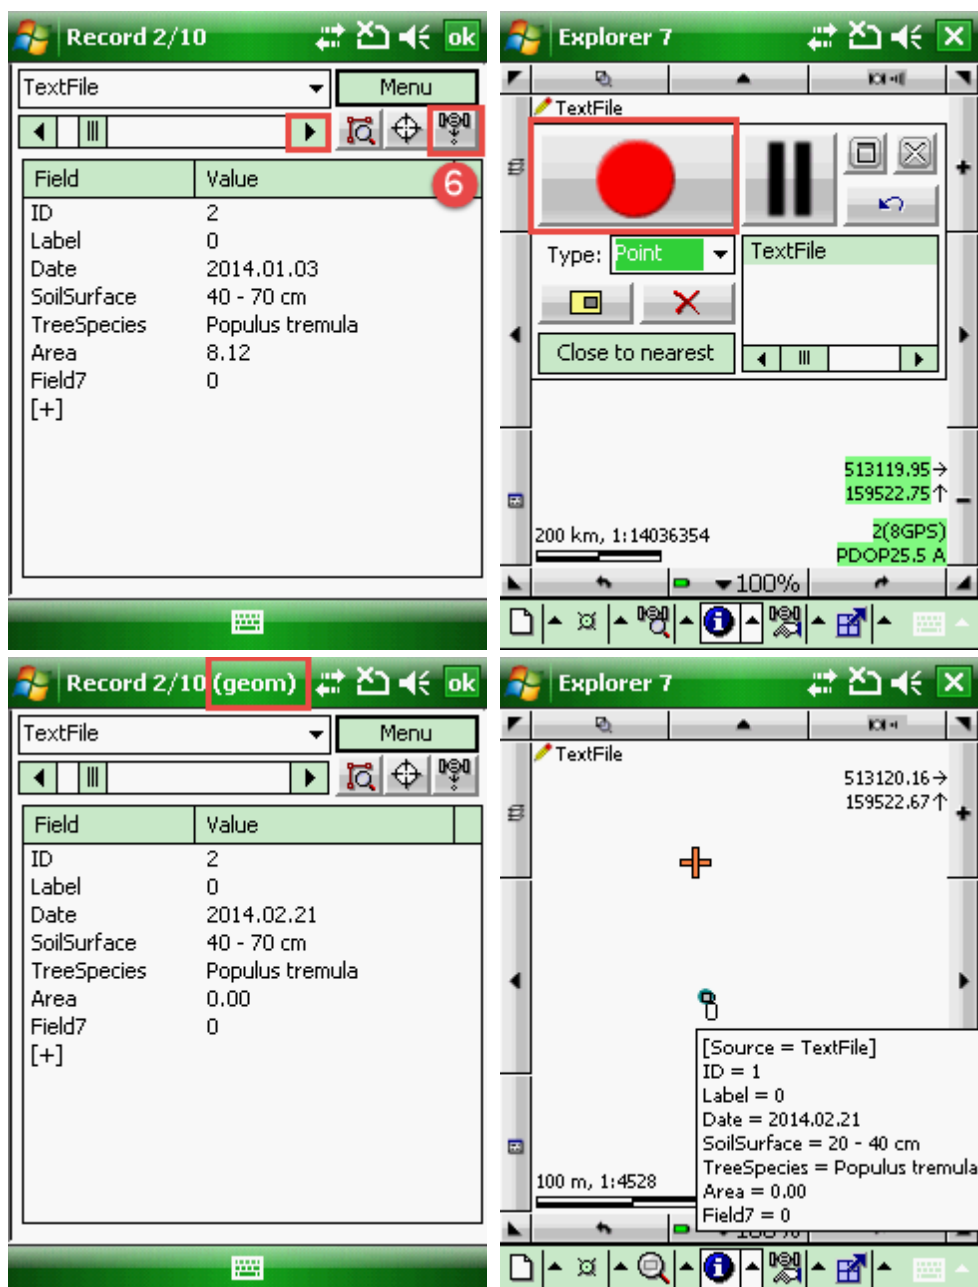 Record 2/10
ok
TextFile
Menu
6
Field Value
ID 2
Label 0
Date 2014.01.03
SoilSurface 40 - 70 cm
TreeSpecies Populus tremula
Area 8.12
Field7 0
[+]
Explorer 7
TextFile
Type: Point
TextFile
Close to nearest
513119.95
159522.75
200 km, 1:14036354
2(8GPS)
PDOP25.5 A
100%
Record 2/10 (geom)
ok
TextFile
Menu
Field Value
ID 2
Label 0
Date 2014.02.21
SoilSurface 40 - 70 cm
TreeSpecies Populus tremula
Area 0.00
Field7 0
[+]
Explorer 7
TextFile
513120.16
159522.67
[Source = TextFile]
ID = 1
Label = 0
Date = 2014.02.21
SoilSurface = 20 - 40 cm
TreeSpecies = Populus tremula
Area = 0.00
Field7 = 0
100 m, 1:4528